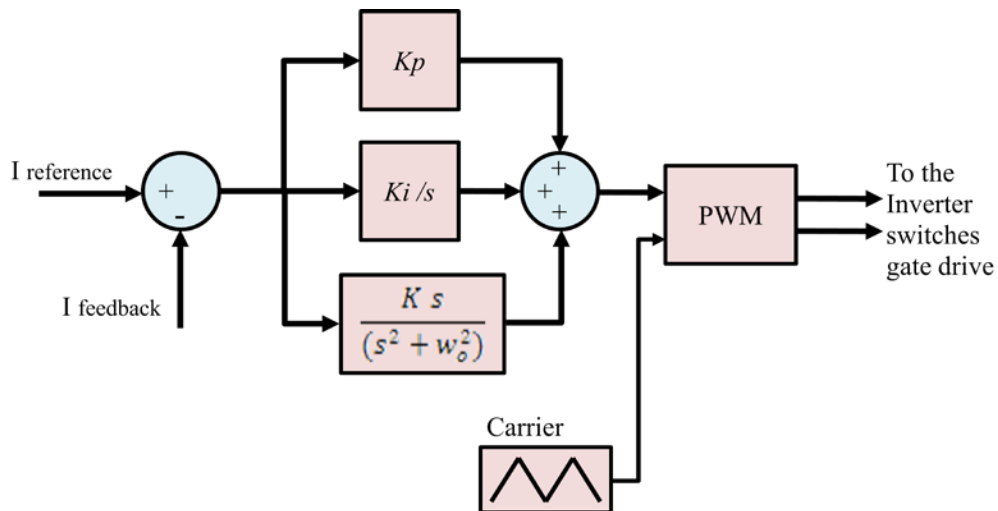 Kp
I reference
+
-
Ki /s
+
+
+
PWM
To the
Inverter
switches
gate drive
I feedback
K s
(s² + w₀²)
Carrier